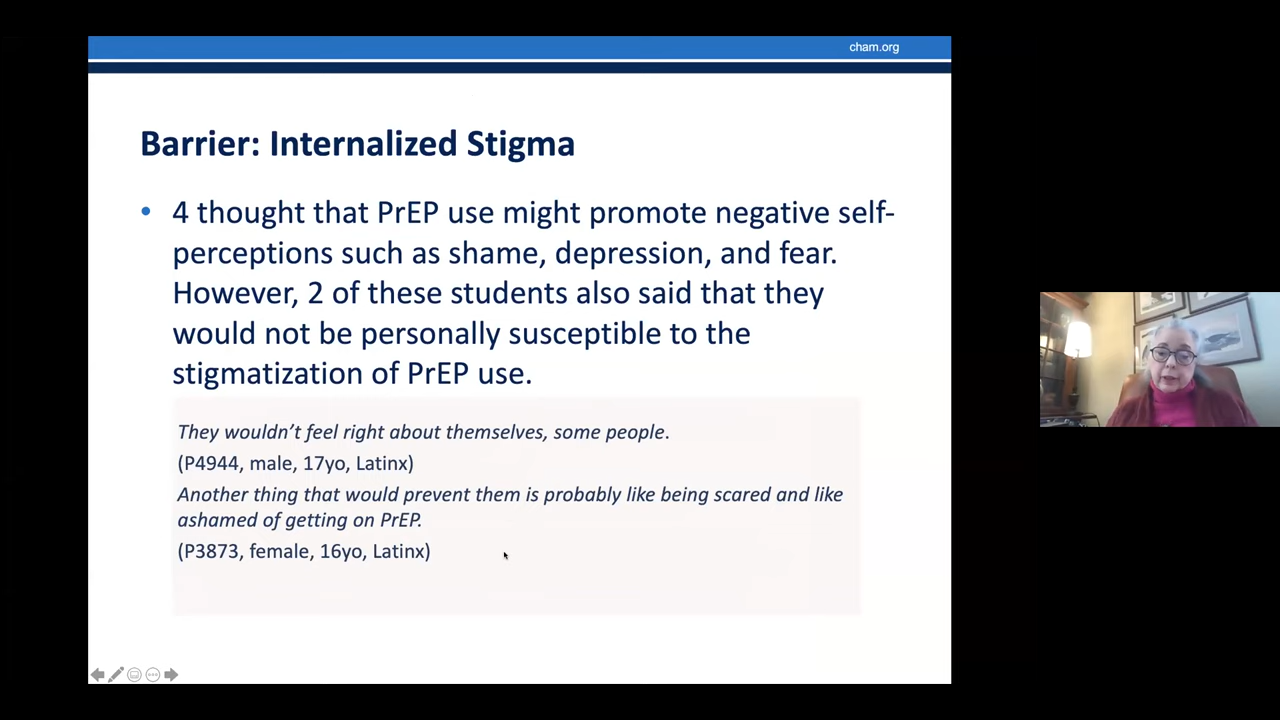 cham.org
Barrier: Internalized Stigma
• 4 thought that PrEP use might promote negative self-
perceptions such as shame, depression, and fear.
However, 2 of these students also said that they
would not be personally susceptible to the
stigmatization of PrEP use.
They wouldn’t feel right about themselves, some people.
(P4944, male, 17yo, Latinx)
Another thing that would prevent them is probably like being scared and like
ashamed of getting on PrEP.
(P3873, female, 16yo, Latinx)